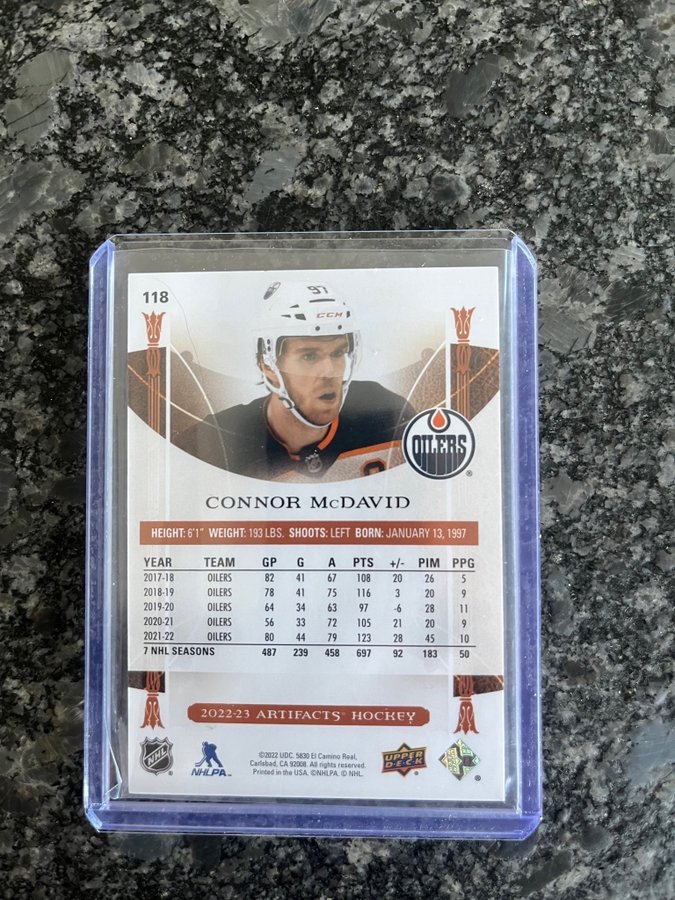 118
97
CCM
OILERS
CONNOR McDAVID
HEIGHT: 6'1" WEIGHT: 193 LBS. SHOOTS: LEFT BORN: JANUARY 13, 1997
YEAR TEAM GP G A PTS +/- PIM PPG
2017-18 OILERS 82 41 67 108 20 26 5
2018-19 OILERS 78 41 75 116 3 20 9
2019-20 OILERS 64 34 63 97 -6 28 11
2020-21 OILERS 56 33 72 105 21 20 9
2021-22 OILERS 80 44 79 123 28 45 10
7 NHL SEASONS 487 239 458 697 92 183 50
2022-23 ARTIFACTS HOCKEY
NHL
NHLPA
©2022 UDC. 5830 El Camino Real,
Carlsbad, CA 92008. All rights reserved.
Printed in the USA. ©NHLPA. © NHL.
UPPER
DECK